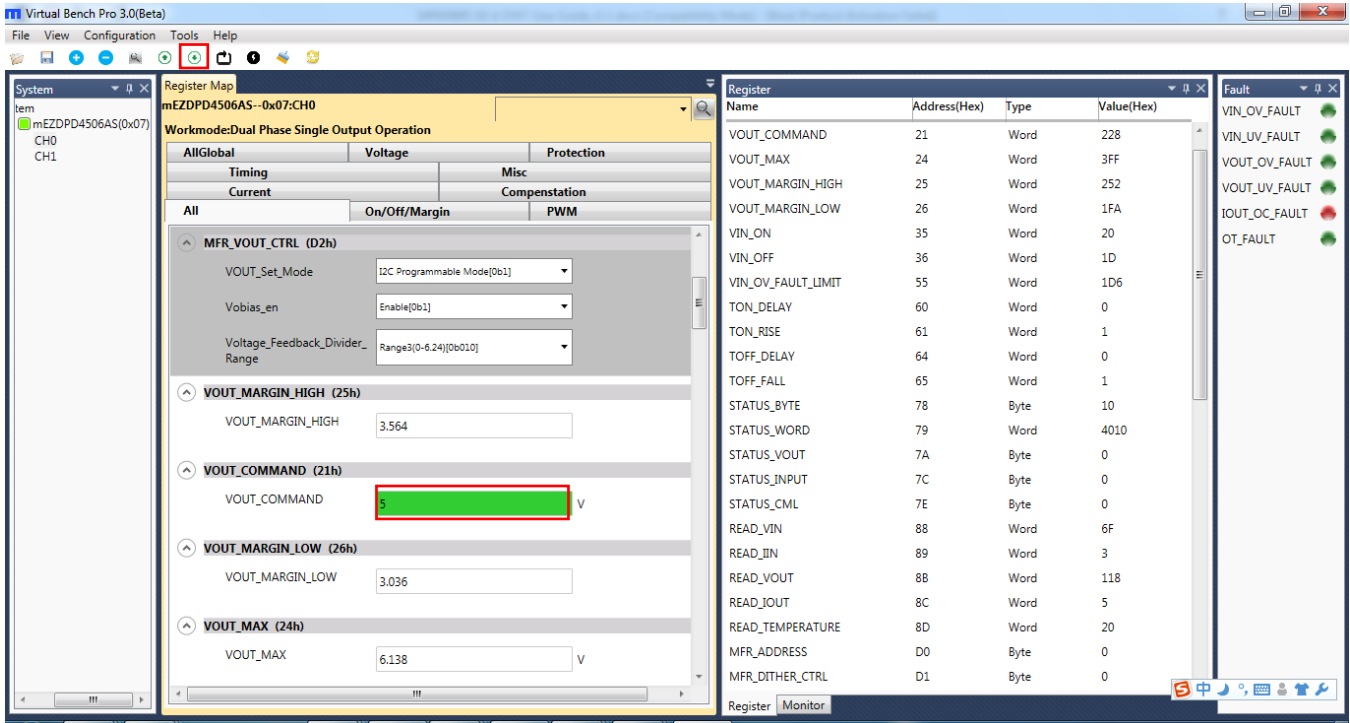 Virtual Bench Pro 3.0(Beta)
File View Configuration Tools Help
System
tem
mEZDPD4506AS(0x07)
CH0
CH1
Register Map
mEZDPD4506AS--0x07:CH0
Workmode:Dual Phase Single Output Operation
AllGlobal Voltage Protection
Timing Misc
Current Compenstation
All On/Off/Margin PWM
MFR_VOUT_CTRL (D2h)
VOUT_Set_Mode I2C Programmable Mode[0b1]
Vobias_en Enable[0b1]
Voltage_Feedback_Divider_
Range Range3(0-6.24)[0b010]
VOUT_MARGIN_HIGH (25h)
VOUT_MARGIN_HIGH 3.564
VOUT_COMMAND (21h)
VOUT_COMMAND 5 V
VOUT_MARGIN_LOW (26h)
VOUT_MARGIN_LOW 3.036
VOUT_MAX (24h)
VOUT_MAX 6.138 V
Register
Name Address(Hex) Type Value(Hex)
VOUT_COMMAND 21 Word 228
VOUT_MAX 24 Word 3FF
VOUT_MARGIN_HIGH 25 Word 252
VOUT_MARGIN_LOW 26 Word 1FA
VIN_ON 35 Word 20
VIN_OFF 36 Word 1D
VIN_OV_FAULT_LIMIT 55 Word 1D6
TON_DELAY 60 Word 0
TON_RISE 61 Word 1
TOFF_DELAY 64 Word 0
TOFF_FALL 65 Word 1
STATUS_BYTE 78 Byte 10
STATUS_WORD 79 Word 4010
STATUS_VOUT 7A Byte 0
STATUS_INPUT 7C Byte 0
STATUS_CML 7E Byte 0
READ_VIN 88 Word 6F
READ_IIN 89 Word 3
READ_VOUT 8B Word 118
READ_IOUT 8C Word 5
READ_TEMPERATURE 8D Word 20
MFR_ADDRESS D0 Byte 0
MFR_DITHER_CTRL D1 Byte 0
Register Monitor
Fault
VIN_OV_FAULT
VIN_UV_FAULT
VOUT_OV_FAULT
VOUT_UV_FAULT
IOUT_OC_FAULT
OT_FAULT
中